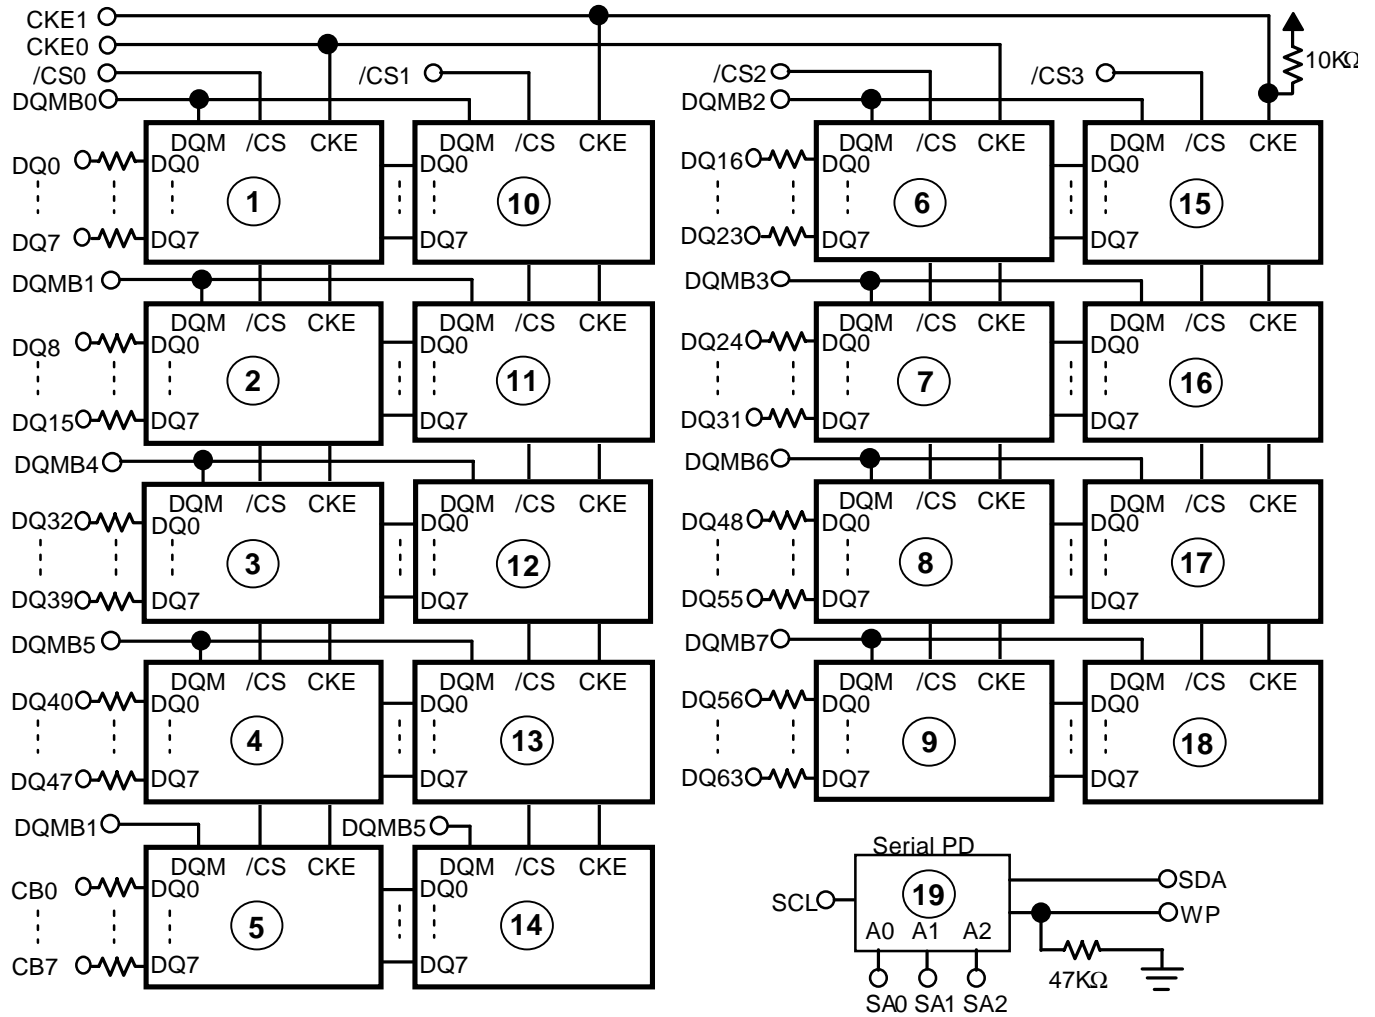 CKE1
CKE0
/CS0 /CS1 /CS2 /CS3 10KΩ
DQMB0 DQMB2
DQM /CS CKE DQM /CS CKE DQM /CS CKE DQM /CS CKE
DQ0 DQ0 DQ0 DQ16 DQ0 DQ0
1 10 6 15
DQ7 DQ7 DQ7 DQ23 DQ7 DQ7
DQMB1 DQMB3
DQM /CS CKE DQM /CS CKE DQM /CS CKE DQM /CS CKE
DQ8 DQ0 DQ0 DQ24 DQ0 DQ0
2 11 7 16
DQ15 DQ7 DQ7 DQ31 DQ7 DQ7
DQMB4 DQMB6
DQM /CS CKE DQM /CS CKE DQM /CS CKE DQM /CS CKE
DQ32 DQ0 DQ0 DQ48 DQ0 DQ0
3 12 8 17
DQ39 DQ7 DQ7 DQ55 DQ7 DQ7
DQMB5 DQMB7
DQM /CS CKE DQM /CS CKE DQM /CS CKE DQM /CS CKE
DQ40 DQ0 DQ0 DQ56 DQ0 DQ0
4 13 9 18
DQ47 DQ7 DQ7 DQ63 DQ7 DQ7
DQMB1 DQMB5
DQM /CS CKE DQM /CS CKE
CB0 DQ0 DQ0
5 14
CB7 DQ7 DQ7
Serial PD
SCL 19 SDA
WP
A0 A1 A2
47KΩ
SA0 SA1 SA2